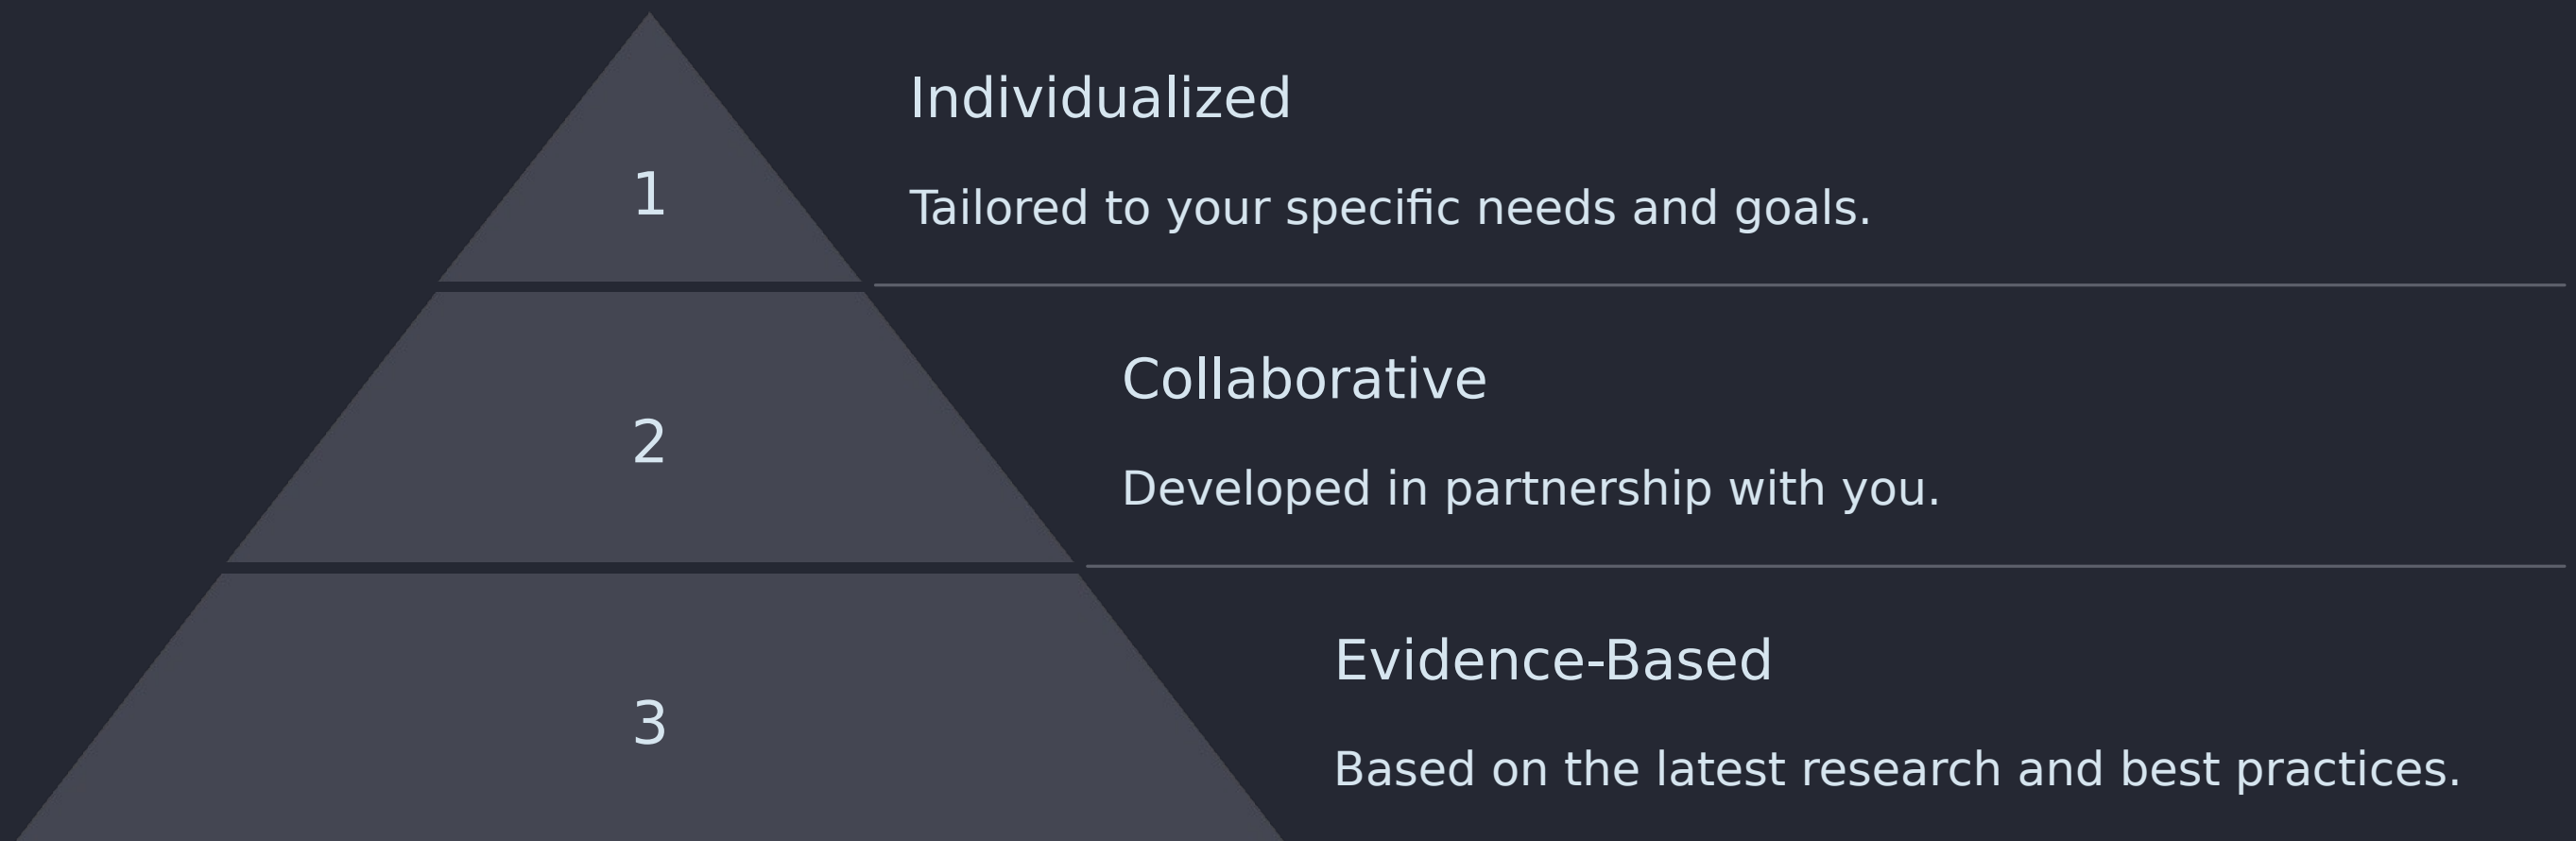 Individualized
1
Tailored to your specific needs and goals.
Collaborative
2
Developed in partnership with you.
Evidence-Based
3
Based on the latest research and best practices.